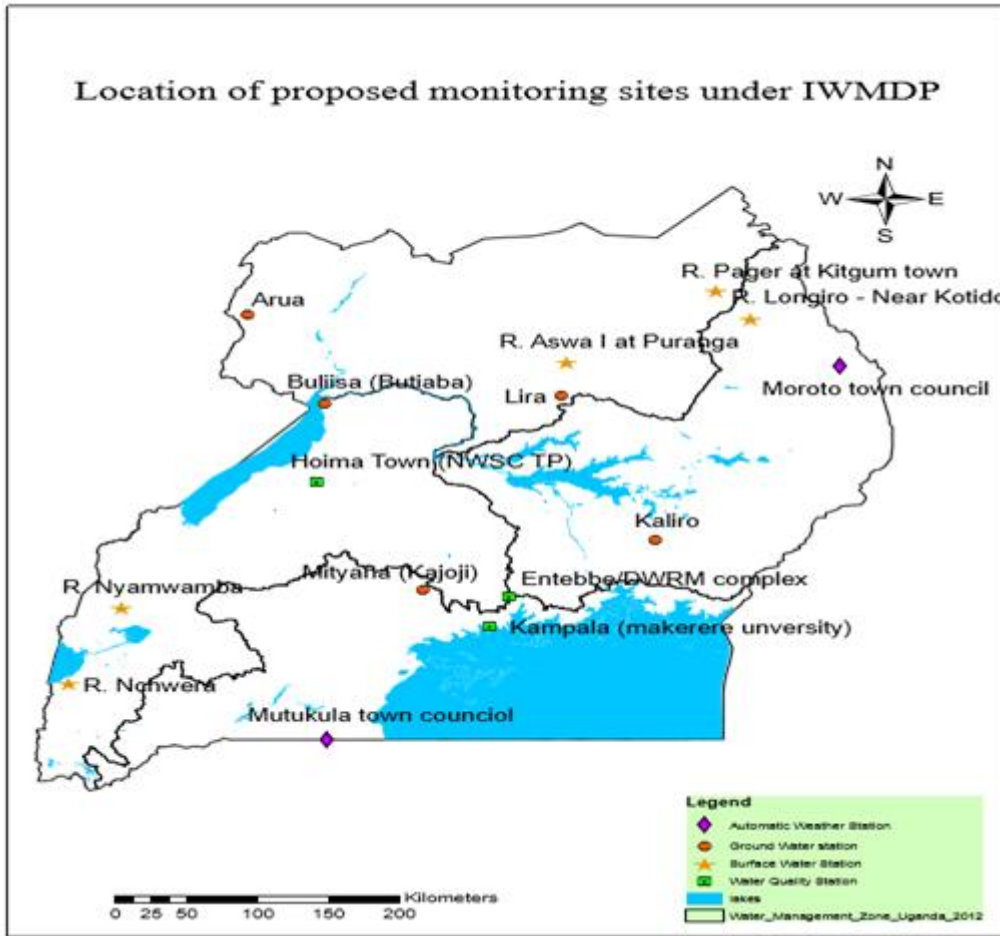 Location of proposed monitoring sites under IWMDP
N
W E
S
R. Pager at Kitgum town
R. Longiro - Near Kotido
Arua
R. Aswa I at Puranga
Moroto town council
Buliisa (Butiaba)
Lira
Hoima Town (NWSC TP)
Kaliro
Mityana (Kajoji)
Entebbe/DWRM complex
R. Nyamwamba
Kampala (makerere unversity)
R. Nchwera
Mutukula town counciol
Legend
Automatic Weather Station
Ground Water station
Surface Water Station
Water Quality Station
lakes
Water_Management_Zone_Uganda_2012
Kilometers
0 25 50 100 150 200